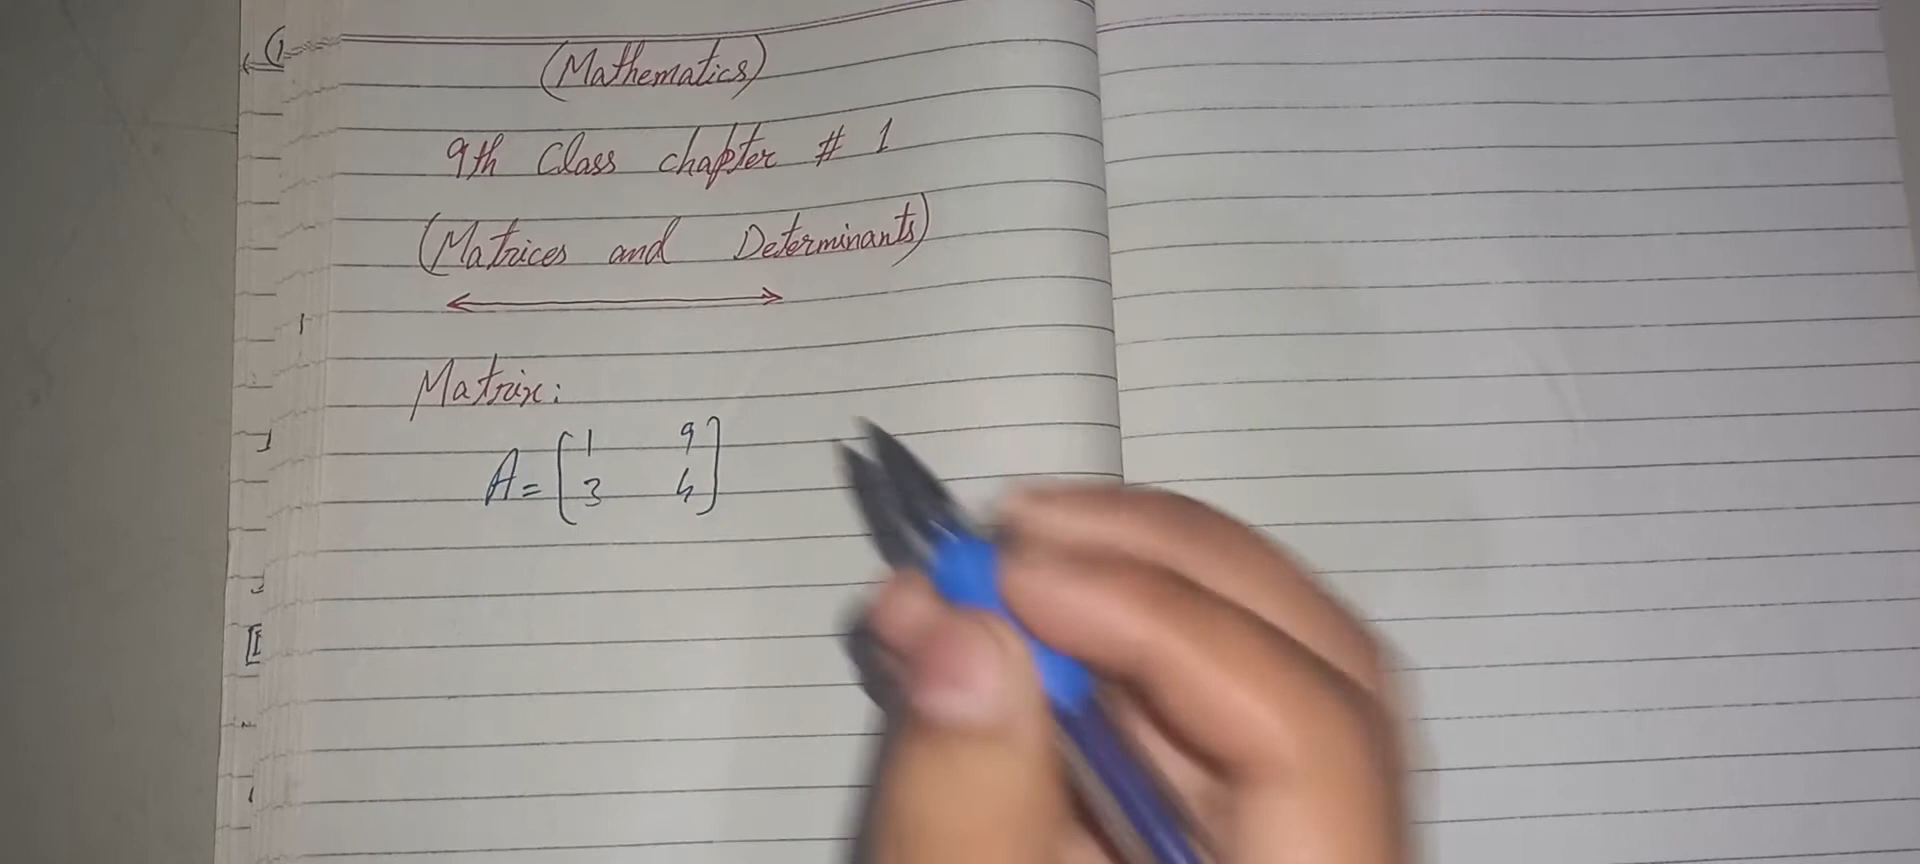 (Mathematics)
9th Class chapter # 1
(Matrices and Determinants)
Matrix:
A = [1 9
3 4]